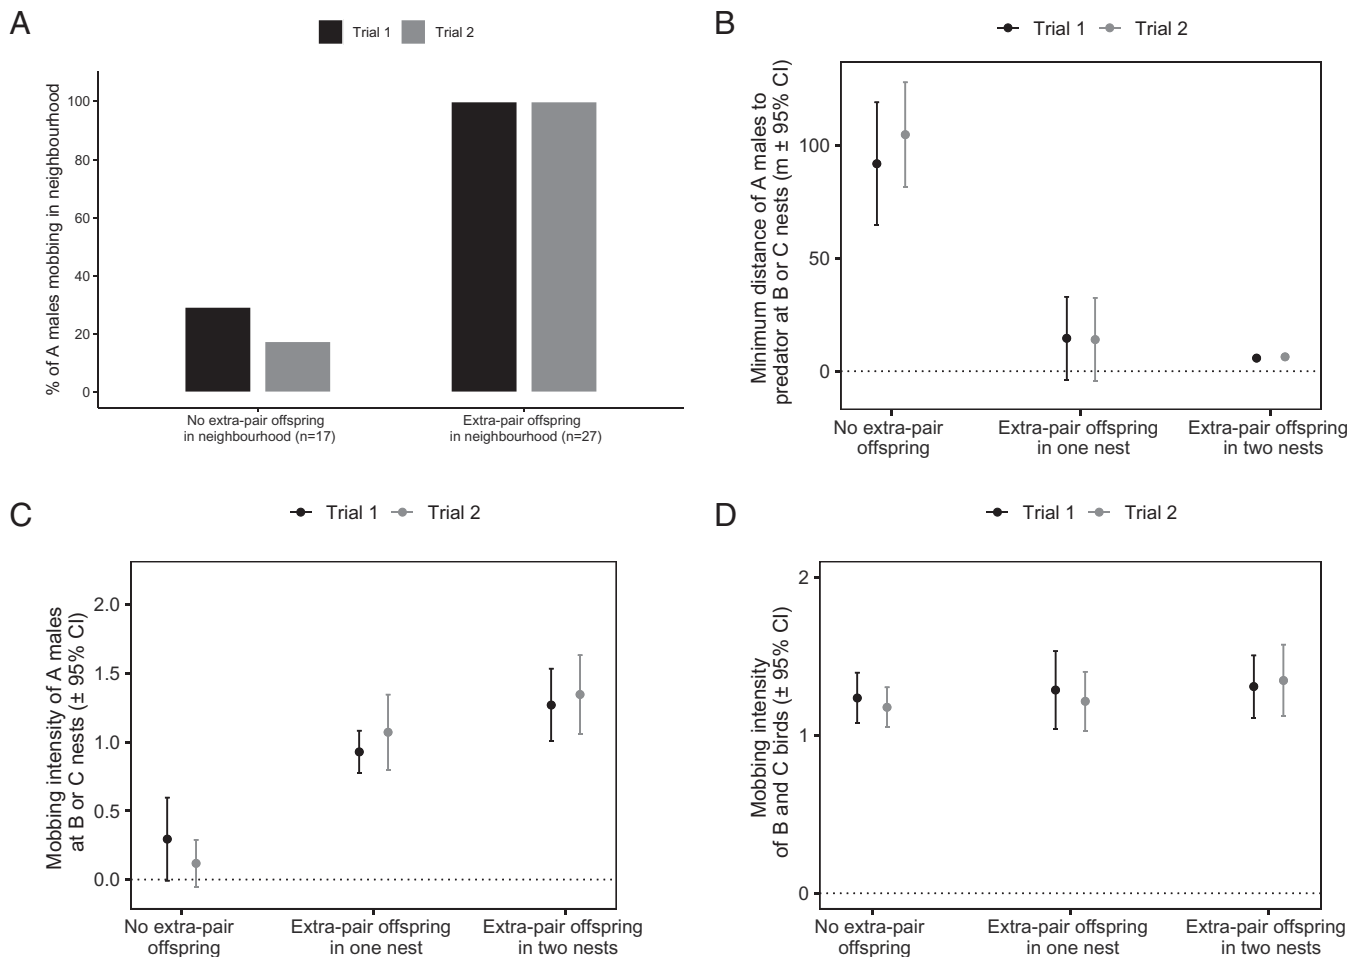 A
Trial 1 Trial 2
% of A males mobbing in neighbourhood
100
80
60
40
20
0
No extra-pair offspring
in neighbourhood (n=17)
Extra-pair offspring
in neighbourhood (n=27)
B
Trial 1 Trial 2
Minimum distance of A males to
predator at B or C nests (m ± 95% CI)
100
50
0
No extra-pair
offspring
Extra-pair offspring
in one nest
Extra-pair offspring
in two nests
C
Trial 1 Trial 2
Mobbing intensity of A males
at B or C nests (± 95% CI)
2.0
1.5
1.0
0.5
0.0
No extra-pair
offspring
Extra-pair offspring
in one nest
Extra-pair offspring
in two nests
D
Trial 1 Trial 2
Mobbing intensity
of B and C birds (± 95% CI)
2
1
0
No extra-pair
offspring
Extra-pair offspring
in one nest
Extra-pair offspring
in two nests